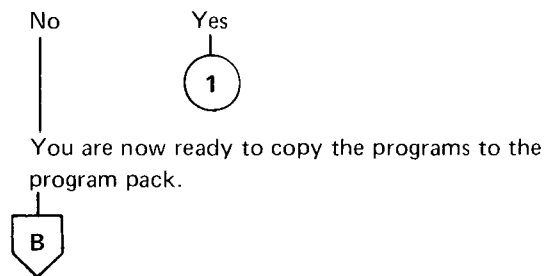 No Yes
1
You are now ready to copy the programs to the
program pack.
B